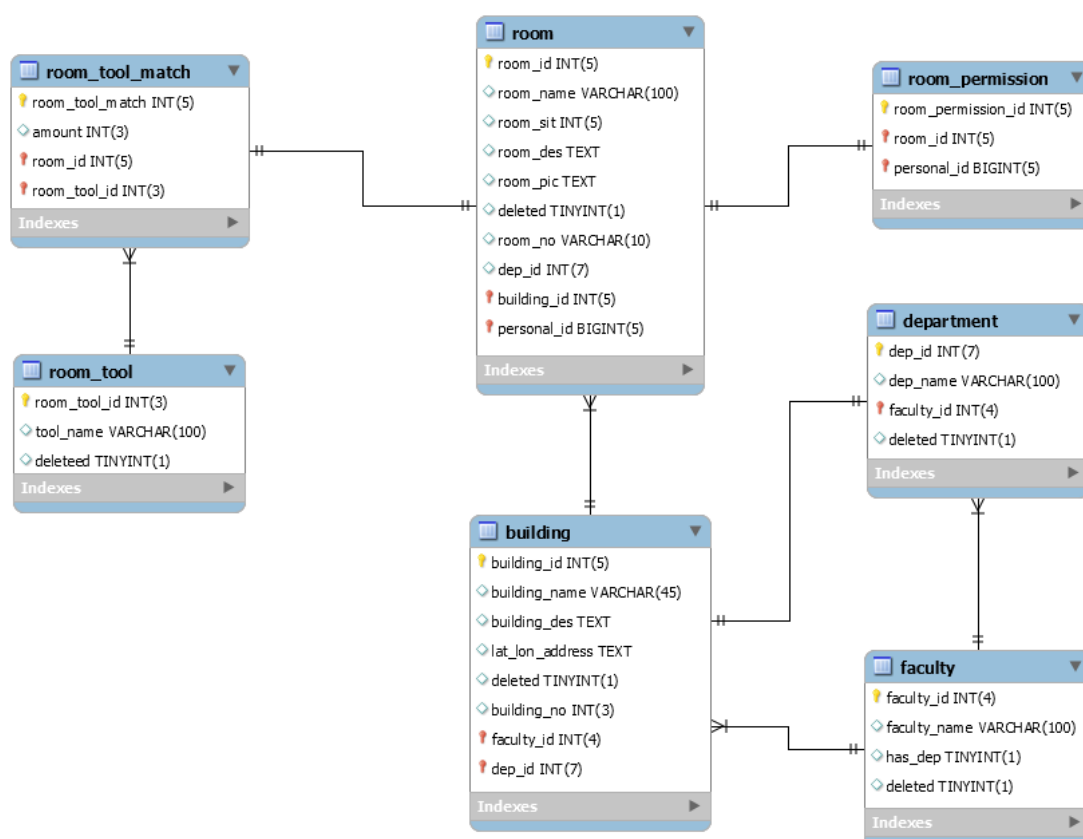 room
room_id INT(5)
room_name VARCHAR(100)
room_sit INT(5)
room_des TEXT
room_pic TEXT
deleted TINYINT(1)
room_no VARCHAR(10)
dep_id INT(7)
building_id INT(5)
personal_id BIGINT(5)
Indexes
room_tool_match
room_tool_match INT(5)
amount INT(3)
room_id INT(5)
room_tool_id INT(3)
Indexes
room_permission
room_permission_id INT(5)
room_id INT(5)
personal_id BIGINT(5)
Indexes
room_tool
room_tool_id INT(3)
tool_name VARCHAR(100)
deleteed TINYINT(1)
Indexes
department
dep_id INT(7)
dep_name VARCHAR(100)
faculty_id INT(4)
deleted TINYINT(1)
Indexes
building
building_id INT(5)
building_name VARCHAR(45)
building_des TEXT
lat_lon_address TEXT
deleted TINYINT(1)
building_no INT(3)
faculty_id INT(4)
dep_id INT(7)
Indexes
faculty
faculty_id INT(4)
faculty_name VARCHAR(100)
has_dep TINYINT(1)
deleted TINYINT(1)
Indexes